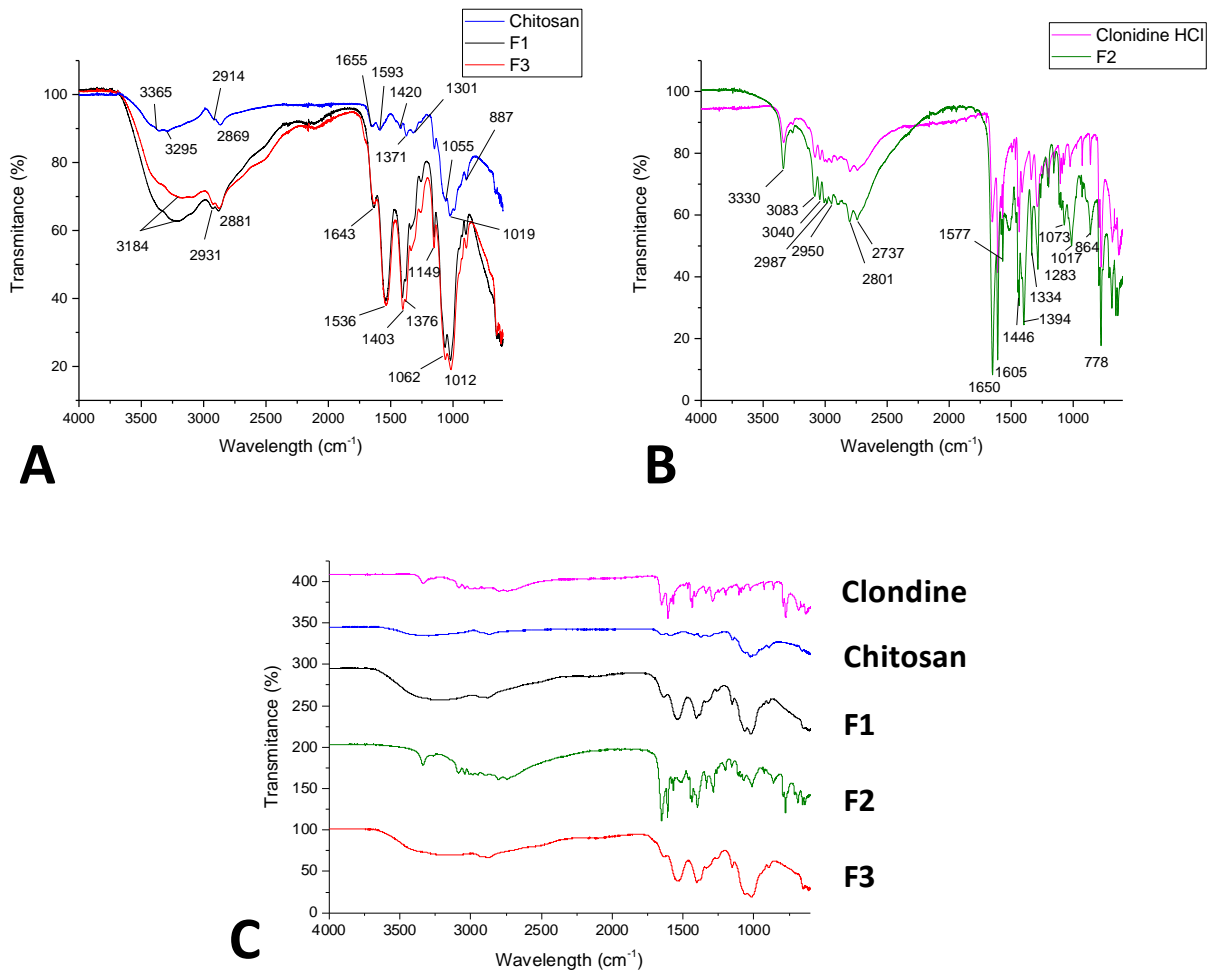 Chitosan
F1
F3
3365
3295
2914
2869
1655
1593
1420
1301
1371
1055
887
1019
3184
2931
2881
1643
1149
1536
1403
1376
1062
1012
100
80
60
40
20
Transmitance (%)
4000 3500 3000 2500 2000 1500 1000
Wavelength (cm-1)
A
Clonidine HCl
F2
3330
3083
3040
2987
2950
2737
2801
1577
1073
1017
864
1283
1334
1394
1446
1605
1650
778
100
80
60
40
20
0
Transmitance (%)
4000 3500 3000 2500 2000 1500 1000
Wavelength (cm-1)
B
400
350
300
250
200
150
100
50
0
Transmitance (%)
Clondine
Chitosan
F1
F2
F3
4000 3500 3000 2500 2000 1500 1000
Wavelength (cm-1)
C